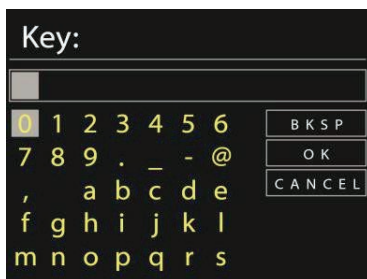 Key:
0 1 2 3 4 5 6 BKSP
7 8 9 . _ - @ OK
, a b c d e CANCEL
f g h i j k l
m n o p q r s